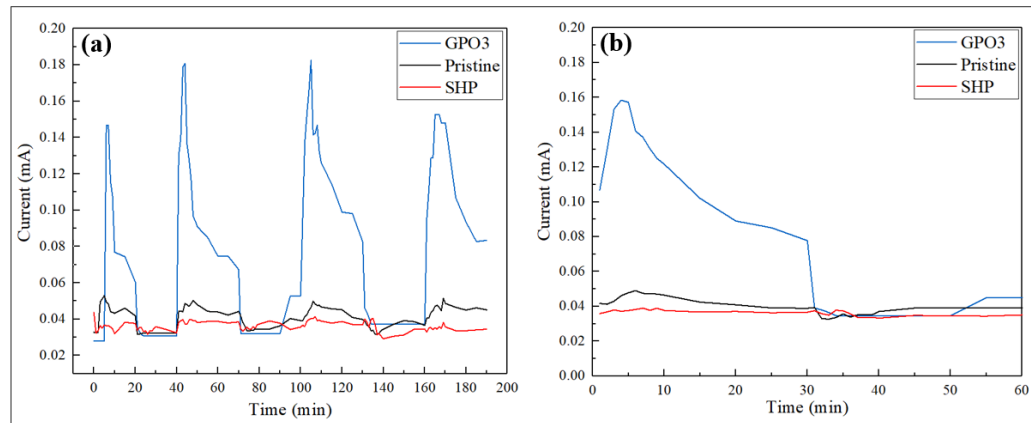 (a)
GPO3
Pristine
SHP
Current (mA)
0.20
0.18
0.16
0.14
0.12
0.10
0.08
0.06
0.04
0.02
0 20 40 60 80 100 120 140 160 180 200
Time (min)
(b)
GPO3
Pristine
SHP
Current (mA)
0.20
0.18
0.16
0.14
0.12
0.10
0.08
0.06
0.04
0.02
0.00
0 10 20 30 40 50 60
Time (min)